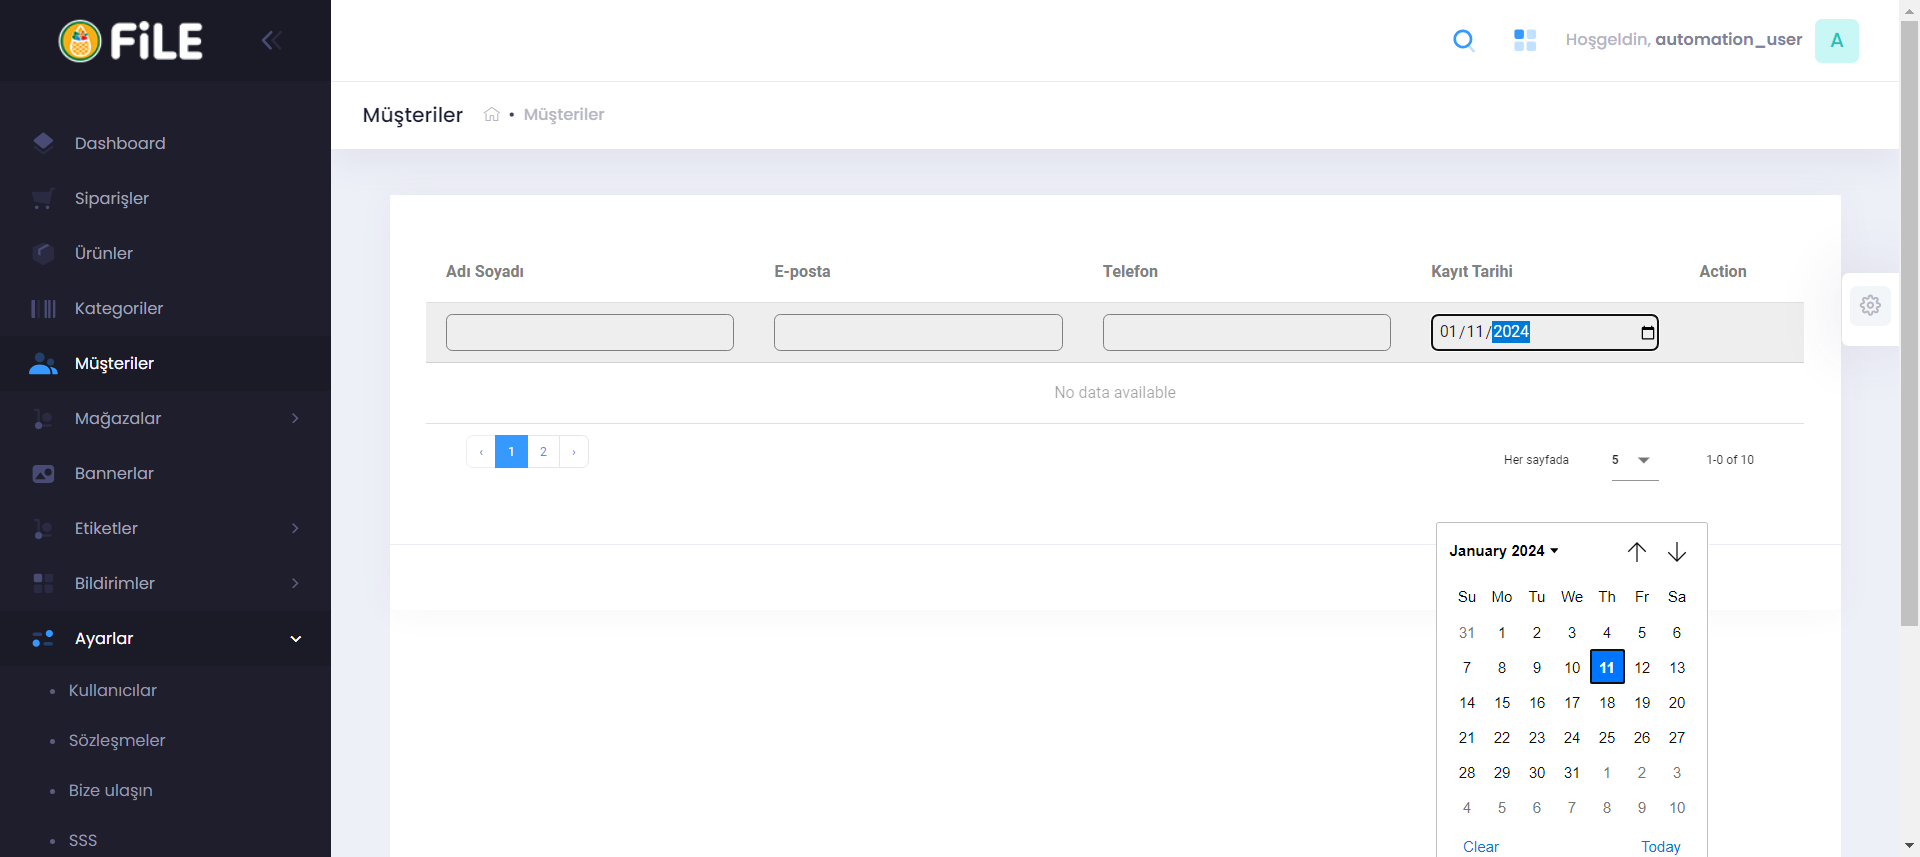 FiLE
Hoşgeldin, automation_user
A
Müşteriler • Müşteriler
Dashboard
Siparişler
Ürünler
Kategoriler
Müşteriler
Mağazalar
Bannerlar
Etiketler
Bildirimler
Ayarlar
• Kullanıcılar
• Sözleşmeler
• Bize ulaşın
• SSS
Adı Soyadı E-posta Telefon Kayıt Tarihi Action
01/11/2024
No data available
‹ 1 2 ›
Her sayfada 5 1-0 of 10
January 2024
Su Mo Tu We Th Fr Sa
31 1 2 3 4 5 6
7 8 9 10 11 12 13
14 15 16 17 18 19 20
21 22 23 24 25 26 27
28 29 30 31 1 2 3
4 5 6 7 8 9 10
Clear Today